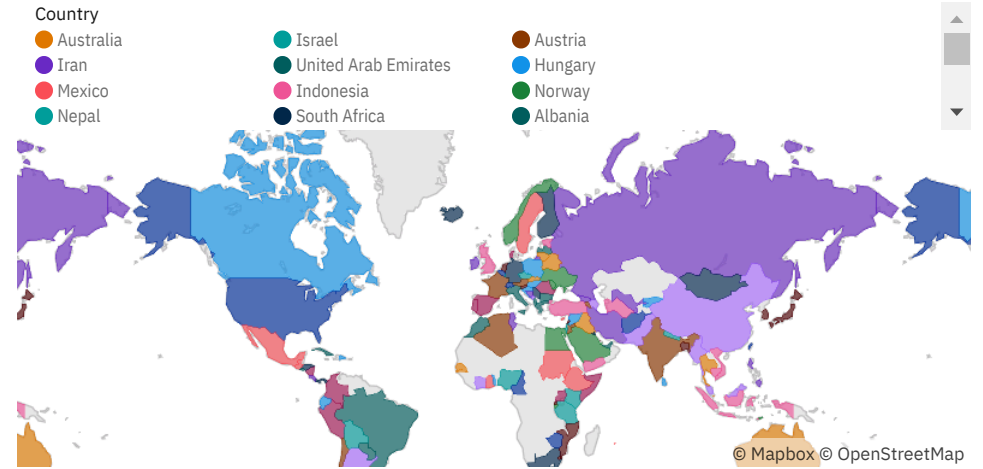 Country
Australia Israel Austria
Iran United Arab Emirates Hungary
Mexico Indonesia Norway
Nepal South Africa Albania
© Mapbox © OpenStreetMap